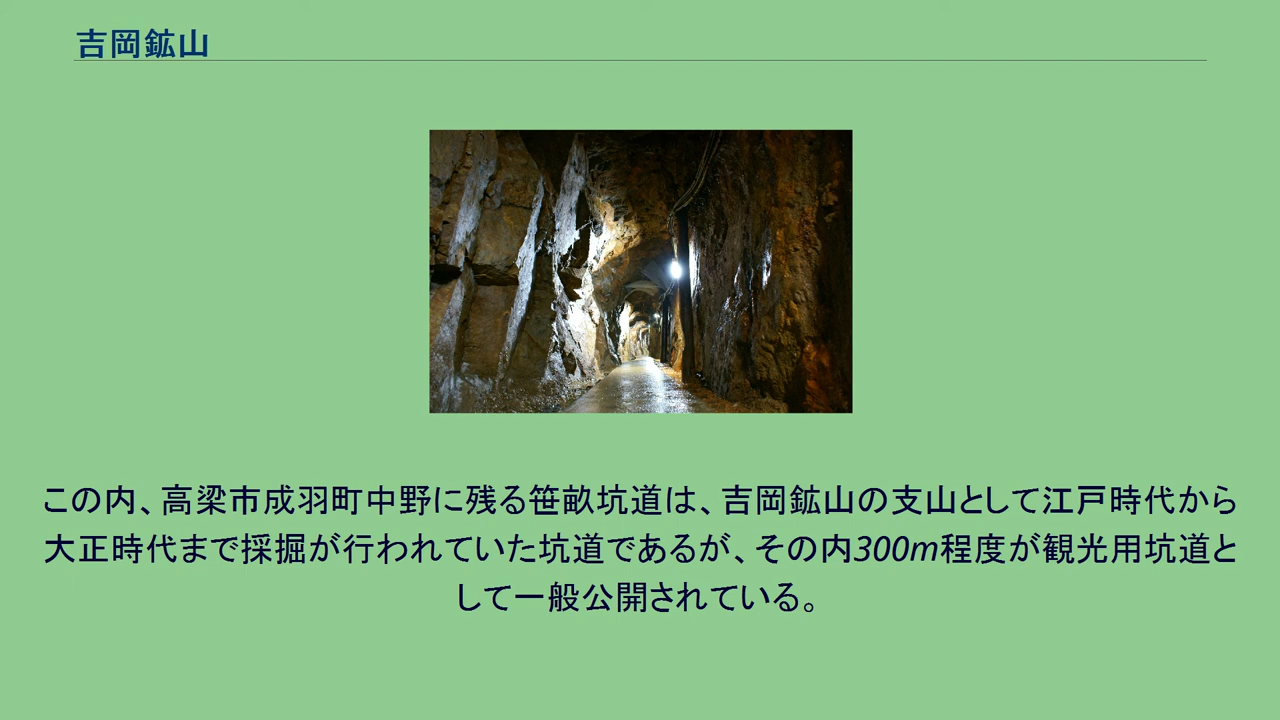 吉岡鉱山
この内、高梁市成羽町中野に残る笹畝坑道は、吉岡鉱山の支山として江戸時代から
大正時代まで採掘が行われていた坑道であるが、その内300m程度が観光用坑道と
して一般公開されている。